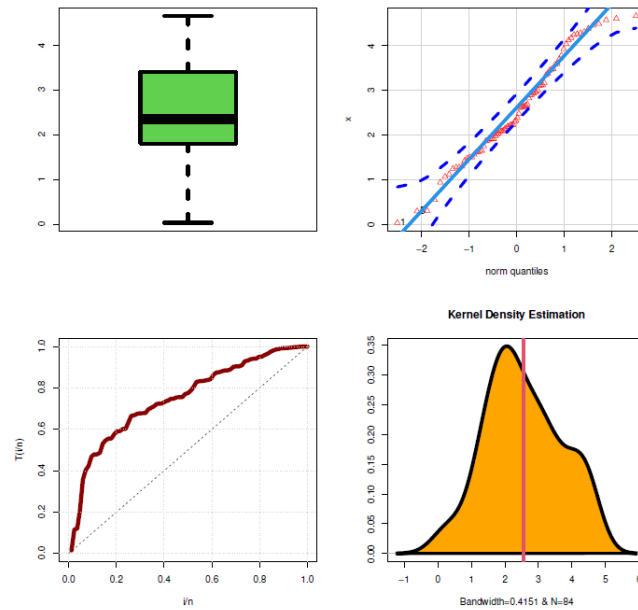 4
3
2
1
0
x
4
3
2
1
0
1
3
−2 −1 0 1 2
norm quantiles
T(i/n)
1.0
0.8
0.6
0.4
0.2
0.0
0.0 0.2 0.4 0.6 0.8 1.0
i/n
Kernel Density Estimation
0.35
0.30
0.25
0.20
0.15
0.10
0.05
0.00
−1 0 1 2 3 4 5 6
Bandwidth=0.4151 & N=84